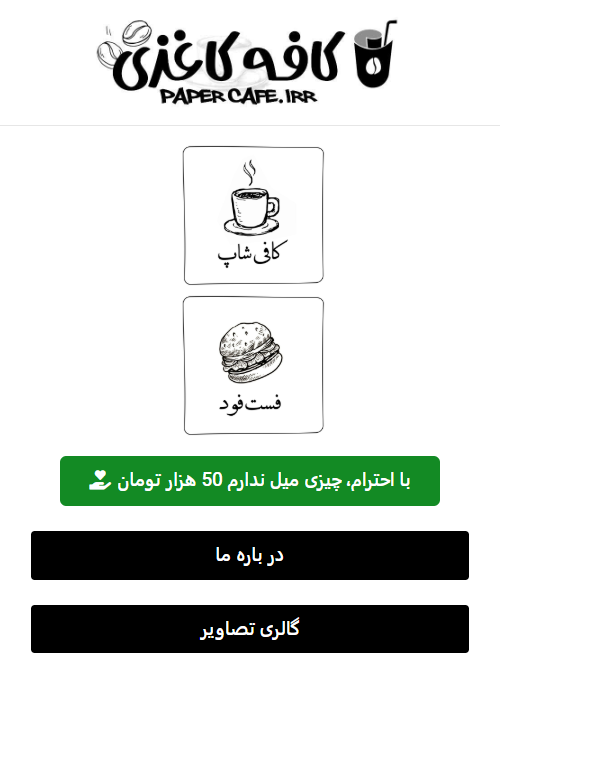 کافه کاغذی
PAPER CAFE.IRR
کافی شاپ
فست فود
با احترام، چیزی میل ندارم 50 هزار تومان
در باره ما
گالری تصاویر